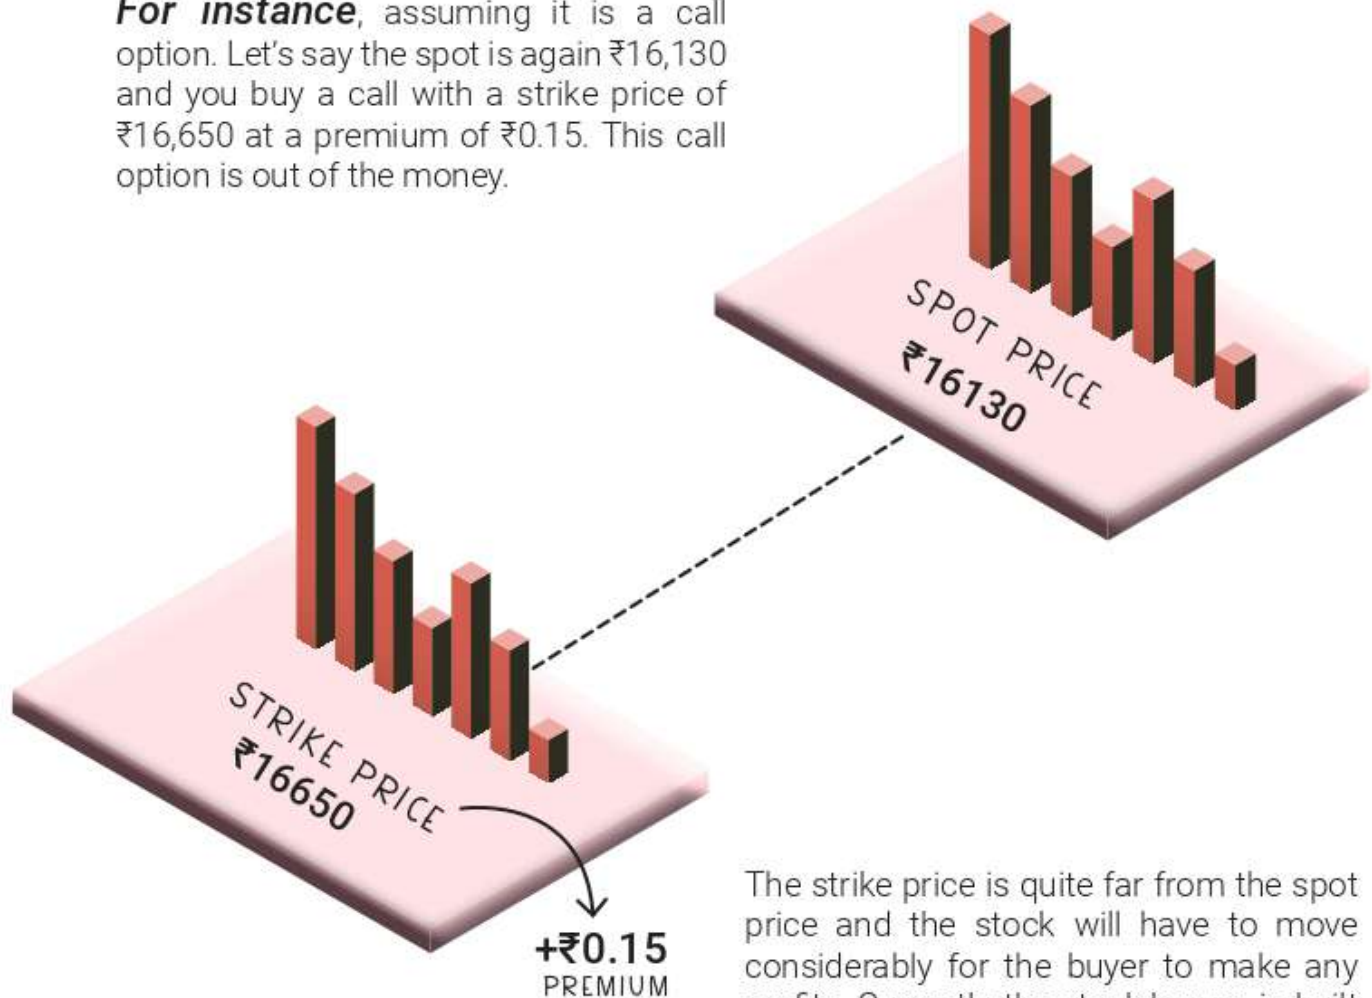 For instance, assuming it is a call
option. Let's say the spot is again ₹16,130
and you buy a call with a strike price of
₹16,650 at a premium of ₹0.15. This call
option is out of the money.
SPOT PRICE
₹16130
STRIKE PRICE
₹16650
+₹0.15
PREMIUM
The strike price is quite far from the spot
price and the stock will have to move
considerably for the buyer to make any